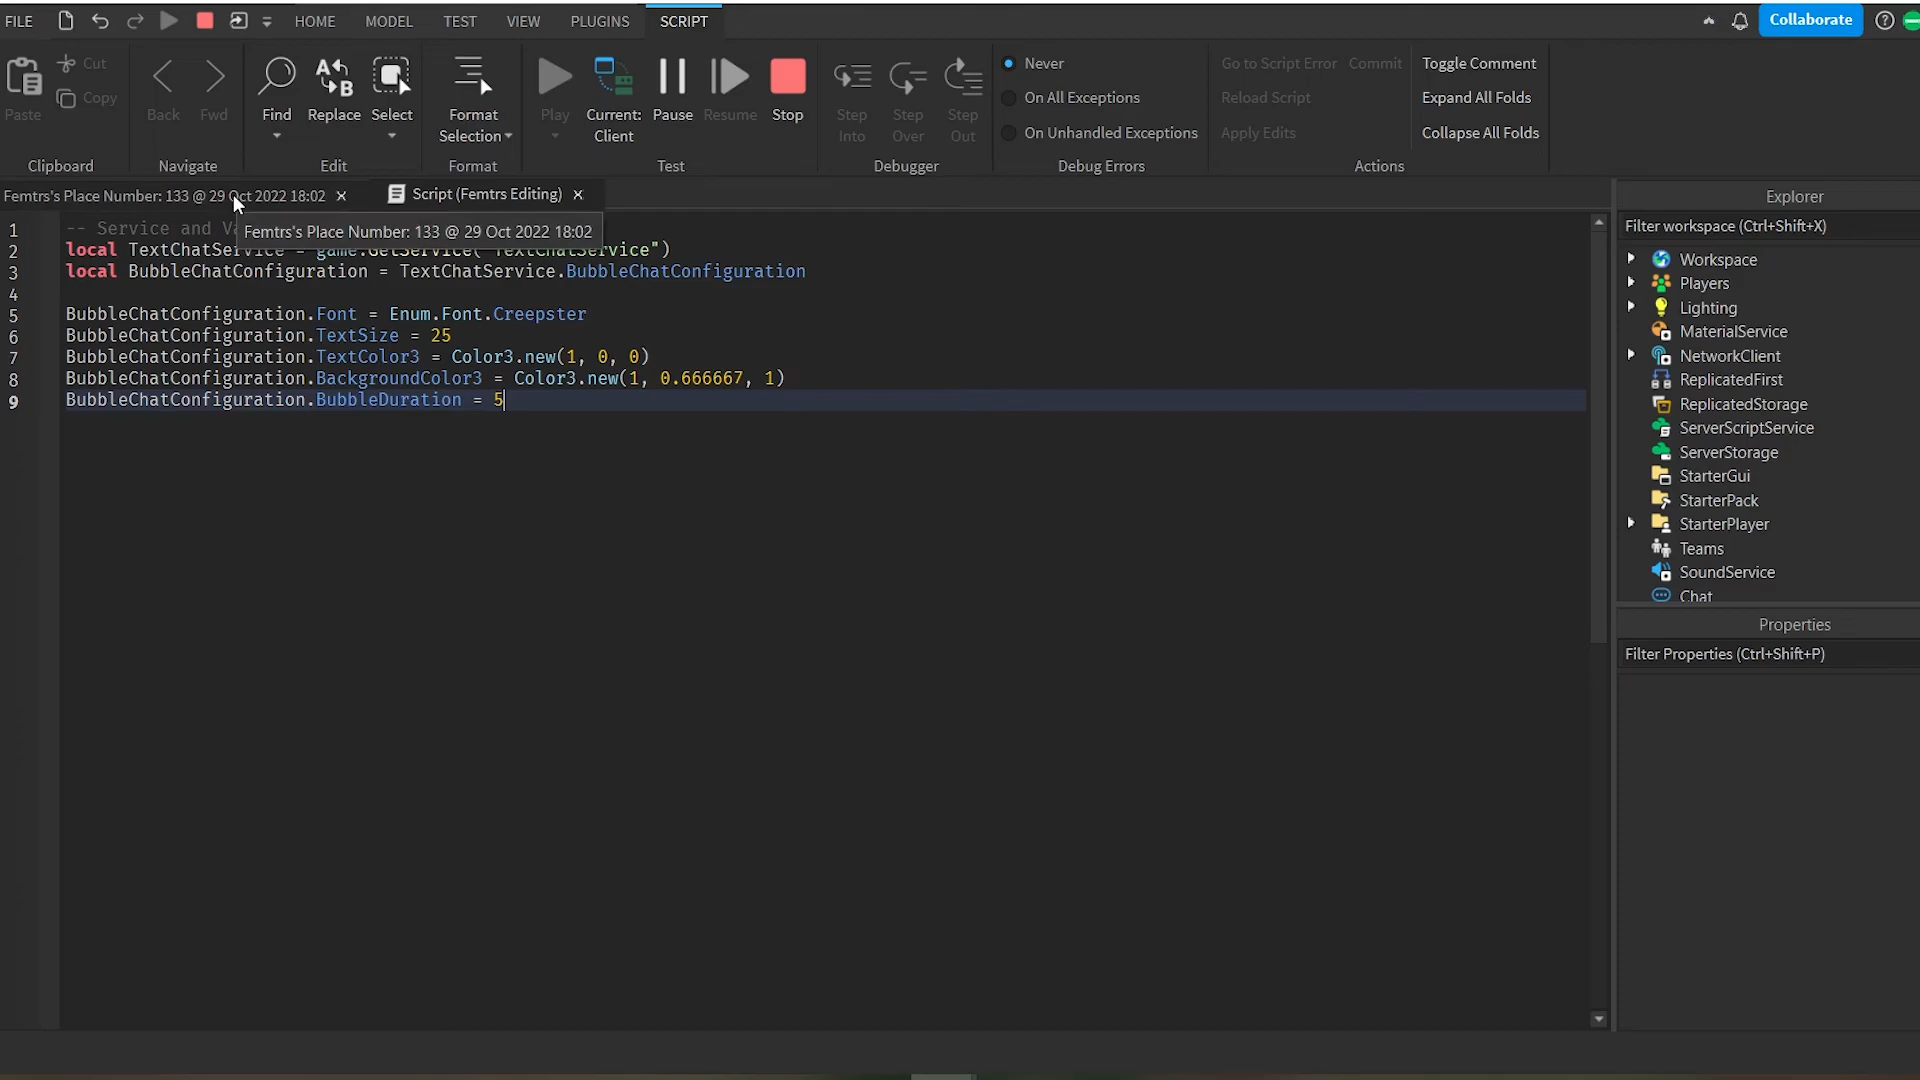 FILE HOME MODEL TEST VIEW PLUGINS SCRIPT Collaborate ?
Paste Cut Copy Clipboard
Back Fwd Navigate
Find Replace Select Edit
Format Selection Format
Play Current: Client Pause Resume Stop Test
Step Into Step Over Step Out Debugger
Never
On All Exceptions
On Unhandled Exceptions
Debug Errors
Go to Script Error Commit Toggle Comment
Reload Script Expand All Folds
Apply Edits Collapse All Folds
Actions
Femtrs's Place Number: 133 @ 29 Oct 2022 18:02 Script (Femtrs Editing)
Femtrs's Place Number: 133 @ 29 Oct 2022 18:02
1 -- Service and
2 local TextChatService = game:GetService("TextChatService")
3 local BubbleChatConfiguration = TextChatService.BubbleChatConfiguration
4
5 BubbleChatConfiguration.Font = Enum.Font.Creepster
6 BubbleChatConfiguration.TextSize = 25
7 BubbleChatConfiguration.TextColor3 = Color3.new(1, 0, 0)
8 BubbleChatConfiguration.BackgroundColor3 = Color3.new(1, 0.666667, 1)
9 BubbleChatConfiguration.BubbleDuration = 5
Explorer
Filter workspace (Ctrl+Shift+X)
Workspace
Players
Lighting
MaterialService
NetworkClient
ReplicatedFirst
ReplicatedStorage
ServerScriptService
ServerStorage
StarterGui
StarterPack
StarterPlayer
Teams
SoundService
Chat
Properties
Filter Properties (Ctrl+Shift+P)